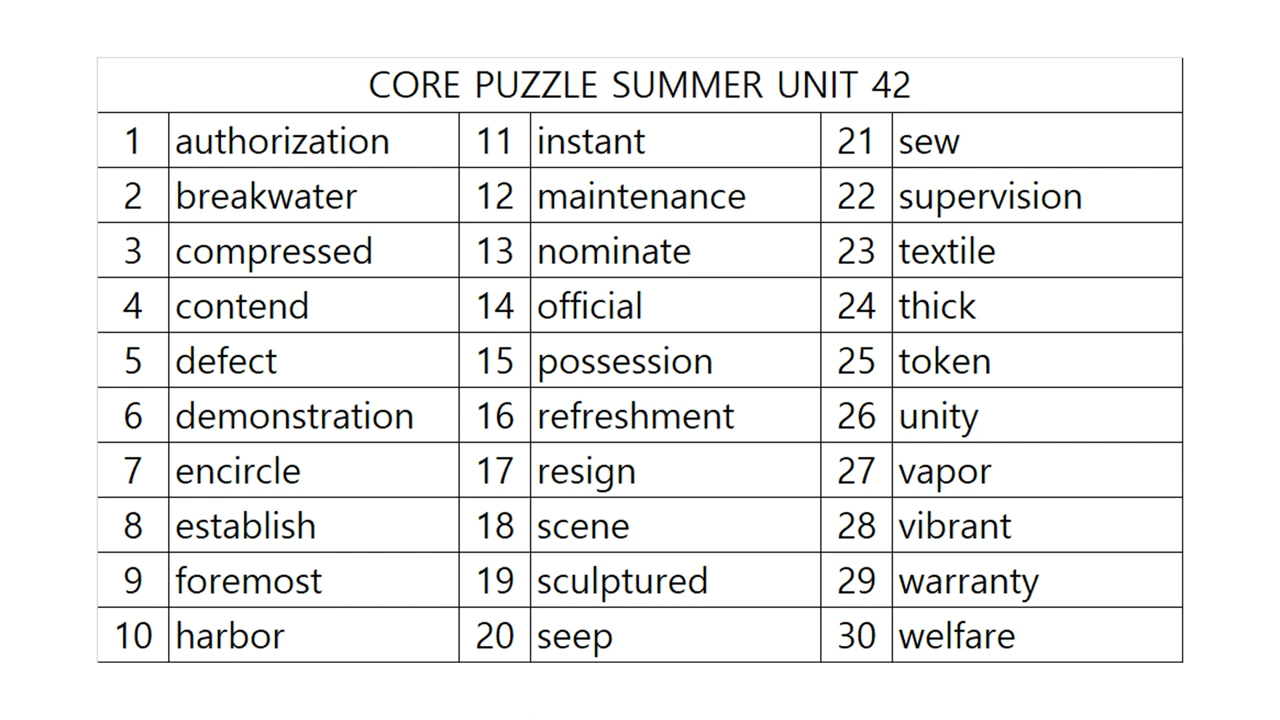 CORE PUZZLE SUMMER UNIT 42
1 authorization 11 instant 21 sew
2 breakwater 12 maintenance 22 supervision
3 compressed 13 nominate 23 textile
4 contend 14 official 24 thick
5 defect 15 possession 25 token
6 demonstration 16 refreshment 26 unity
7 encircle 17 resign 27 vapor
8 establish 18 scene 28 vibrant
9 foremost 19 sculptured 29 warranty
10 harbor 20 seep 30 welfare